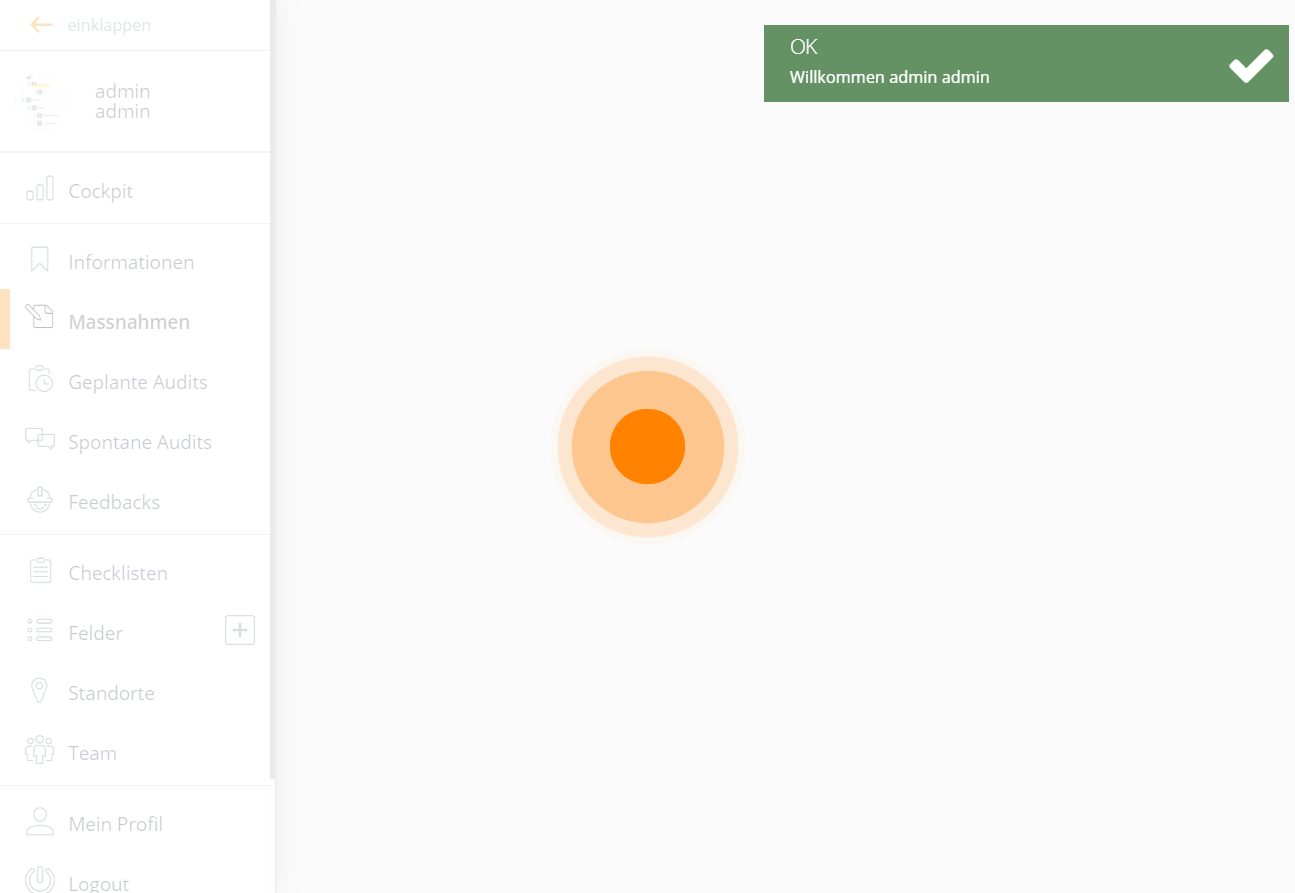 einklappen
admin
admin
Cockpit
Informationen
Massnahmen
Geplante Audits
Spontane Audits
Feedbacks
Checklisten
Felder
Standorte
Team
Mein Profil
Logout
OK
Willkommen admin admin